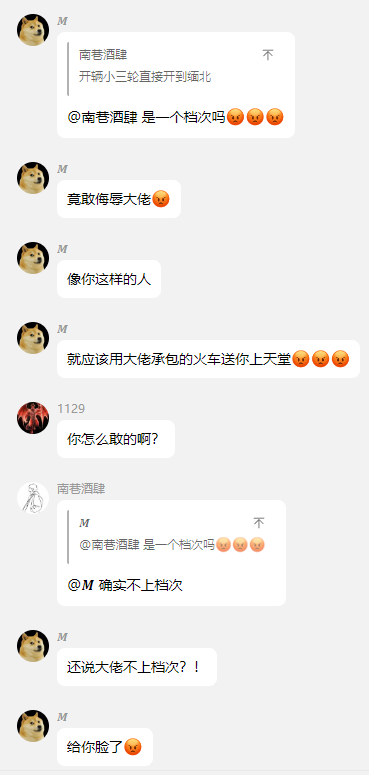 M
南巷酒肆
开辆小三轮直接开到缅北
@南巷酒肆 是一个档次吗😡😡😡
M
竟敢侮辱大佬😡
M
像你这样的人
M
就应该用大佬承包的火车送你上天堂😡😡😡
1129
你怎么敢的啊？
南巷酒肆
M
@南巷酒肆 是一个档次吗😡😡😡
@M 确实不上档次
M
还说大佬不上档次？！
M
给你脸了😡